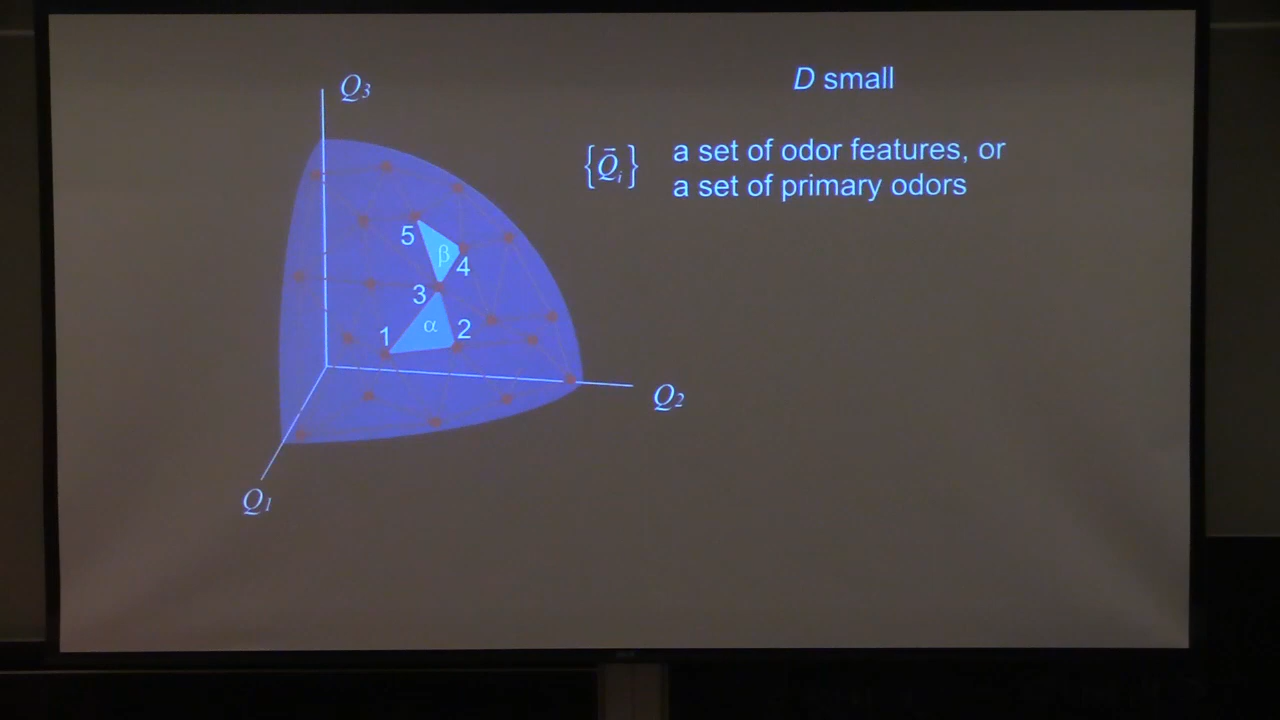 D small
{Q̄ᵢ} a set of odor features, or
a set of primary odors
Q₃
5
β
4
3
α
1
2
Q₂
Q₁